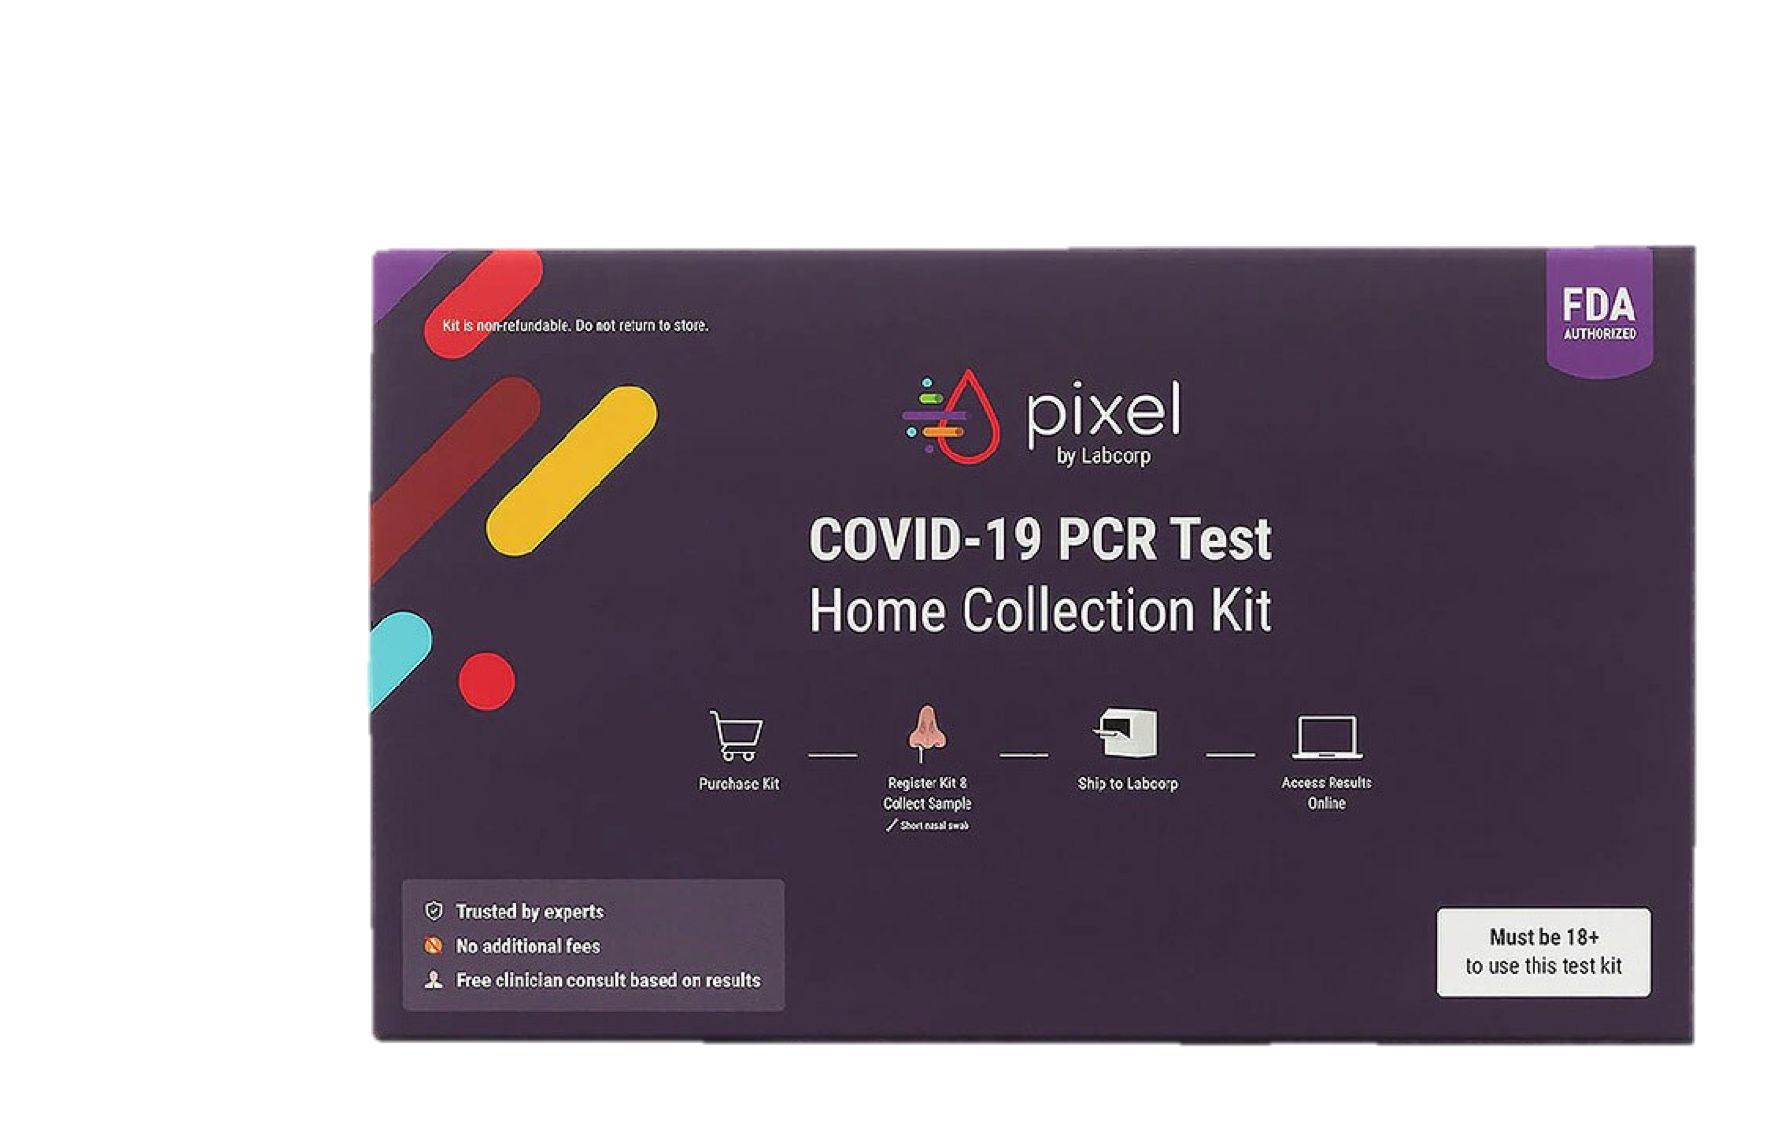 Kit is non-refundable. Do not return to store.
FDA
AUTHORIZED
pixel
by Labcorp
COVID-19 PCR Test
Home Collection Kit
Purchase Kit
Register Kit &
Collect Sample
Short nasal swab
Ship to Labcorp
Access Results
Online
Trusted by experts
No additional fees
Free clinician consult based on results
Must be 18+
to use this test kit